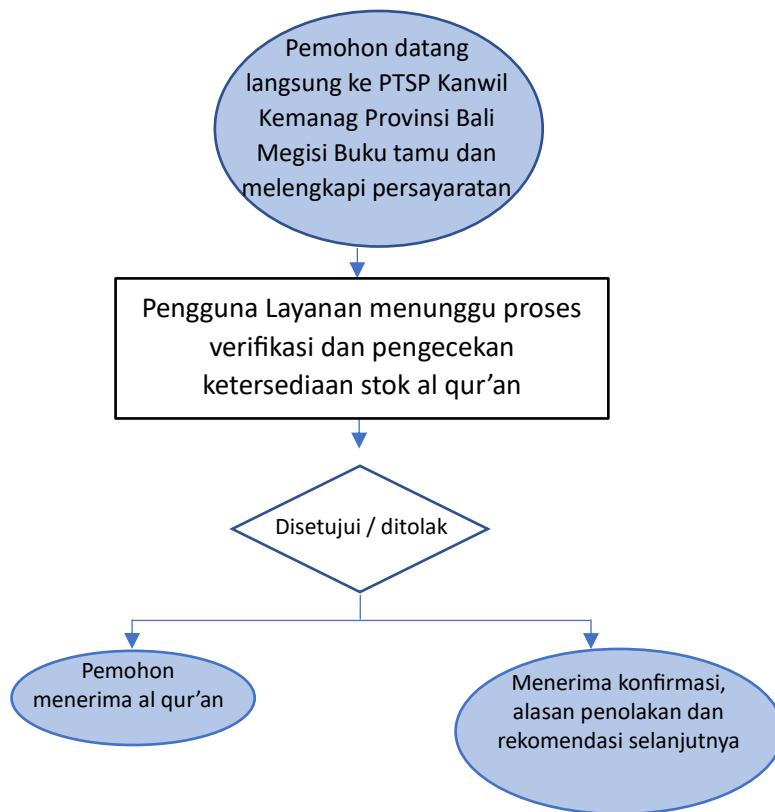 Pemohon datang
langsung ke PTSP Kanwil
Kemanag Provinsi Bali
Megisi Buku tamu dan
melengkapi persayaratan
Pengguna Layanan menunggu proses
verifikasi dan pengecekan
ketersediaan stok al qur’an
Disetujui / ditolak
Pemohon
menerima al qur’an
Menerima konfirmasi,
alasan penolakan dan
rekomendasi selanjutnya